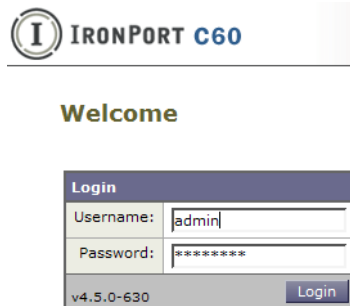 IRONPORT C60
Welcome
Login
Username: admin
Password: ********
v4.5.0-630 Login